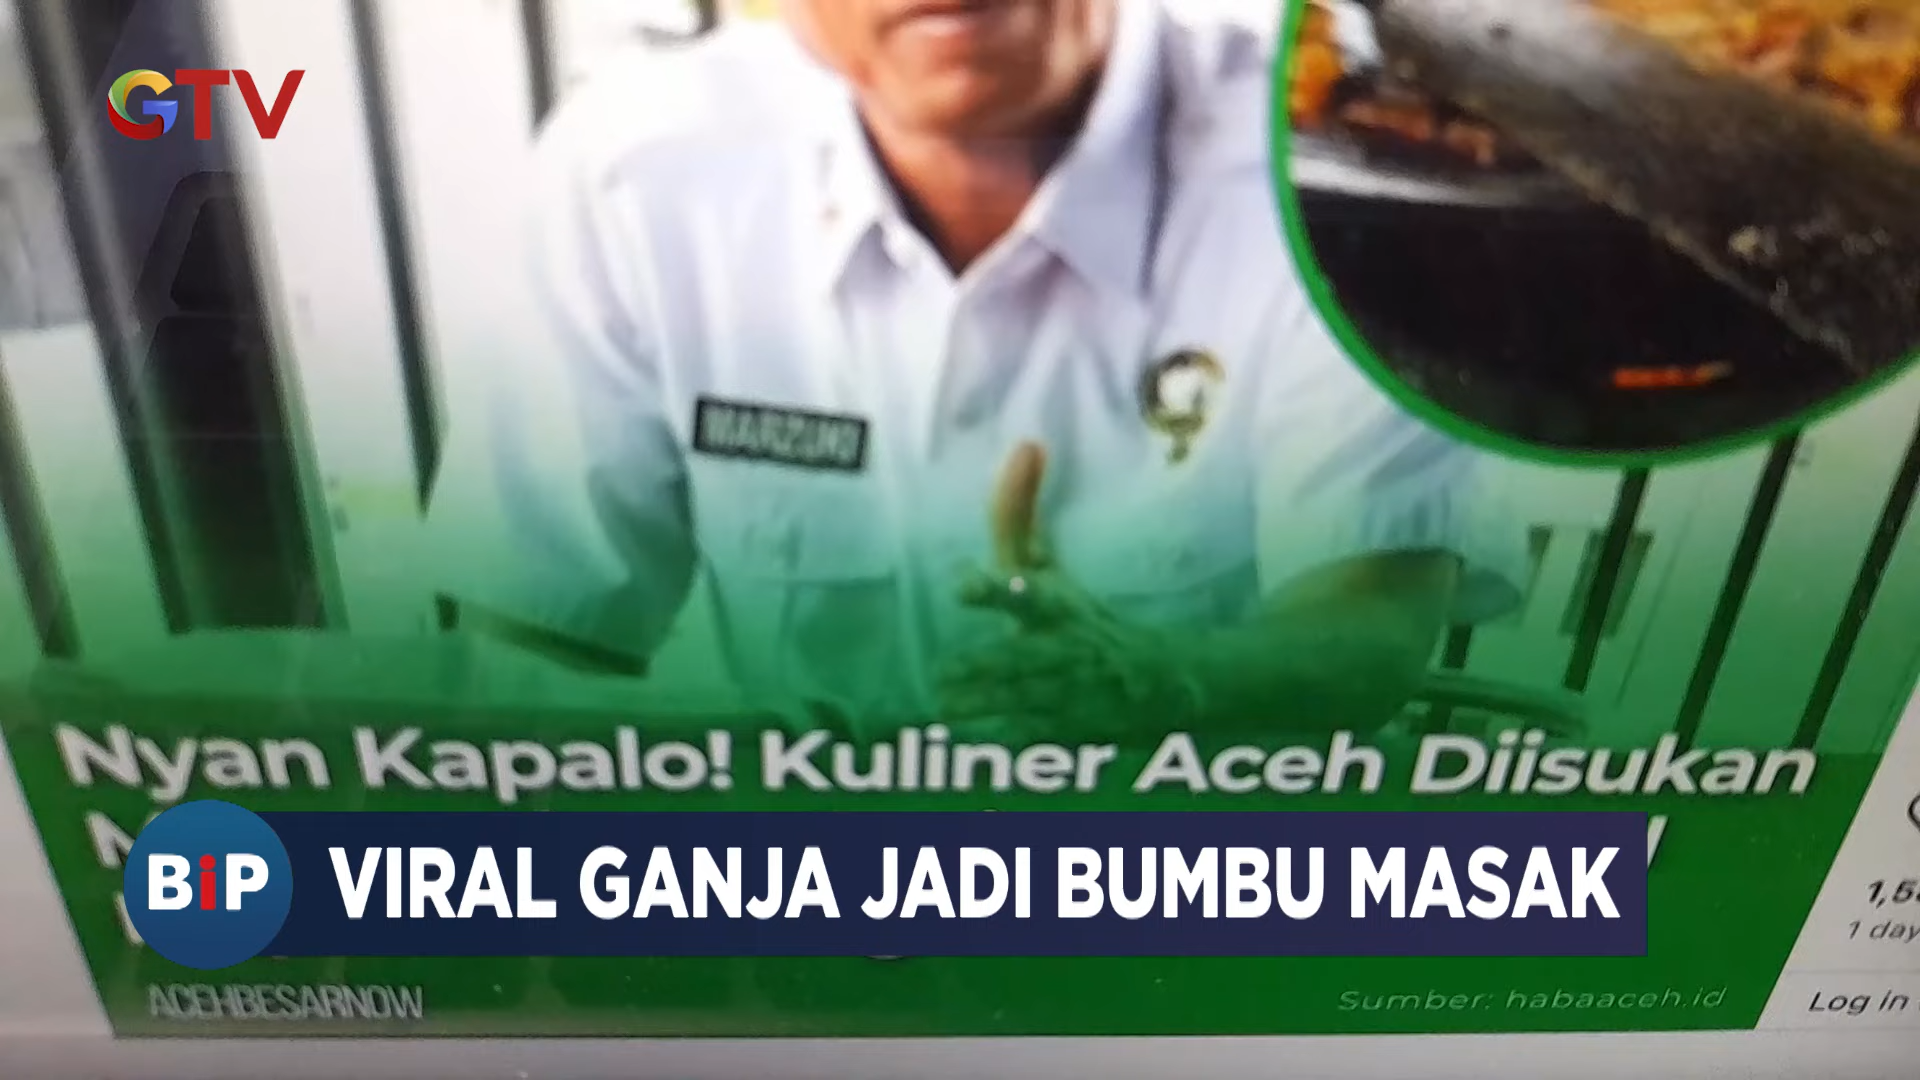 GTV
MARZUKI
Nyan Kapalo! Kuliner Aceh Diisukan
BiP VIRAL GANJA JADI BUMBU MASAK
1 day
ACEHBESARNOW
Sumber: habaaceh.id
Log in